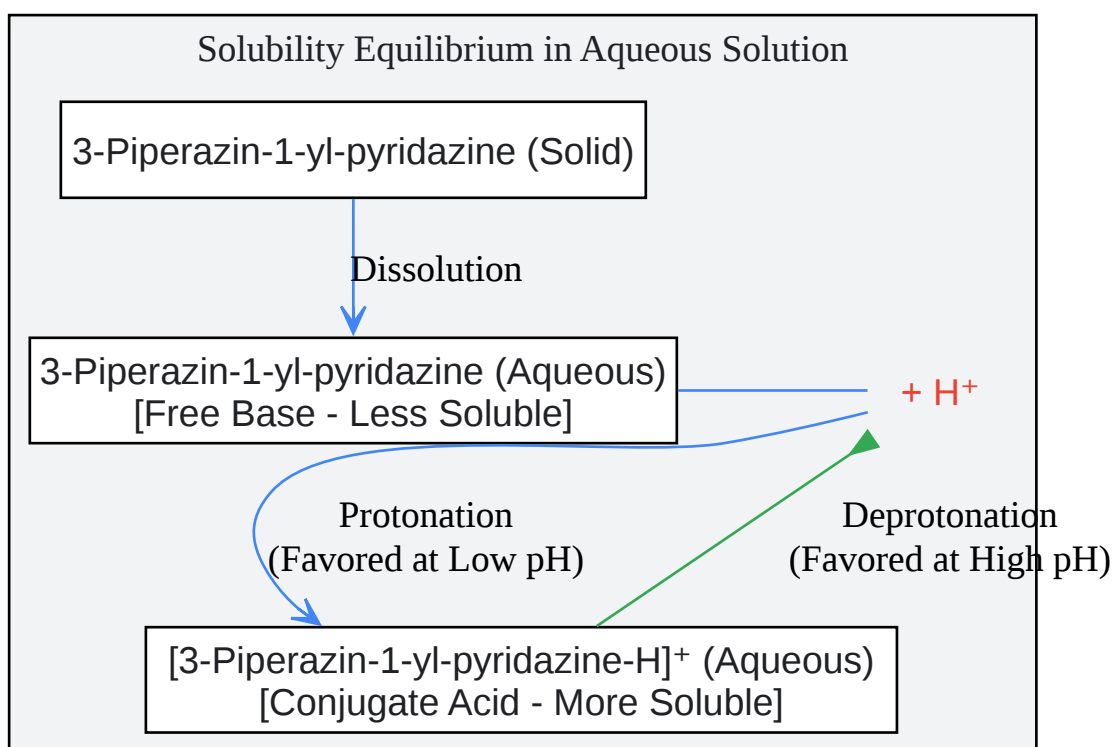 Solubility Equilibrium in Aqueous Solution
3-Piperazin-1-yl-pyridazine (Solid)
Dissolution
3-Piperazin-1-yl-pyridazine (Aqueous)
[Free Base - Less Soluble]
+ H⁺
Protonation
(Favored at Low pH)
Deprotonation
(Favored at High pH)
[3-Piperazin-1-yl-pyridazine-H]⁺ (Aqueous)
[Conjugate Acid - More Soluble]